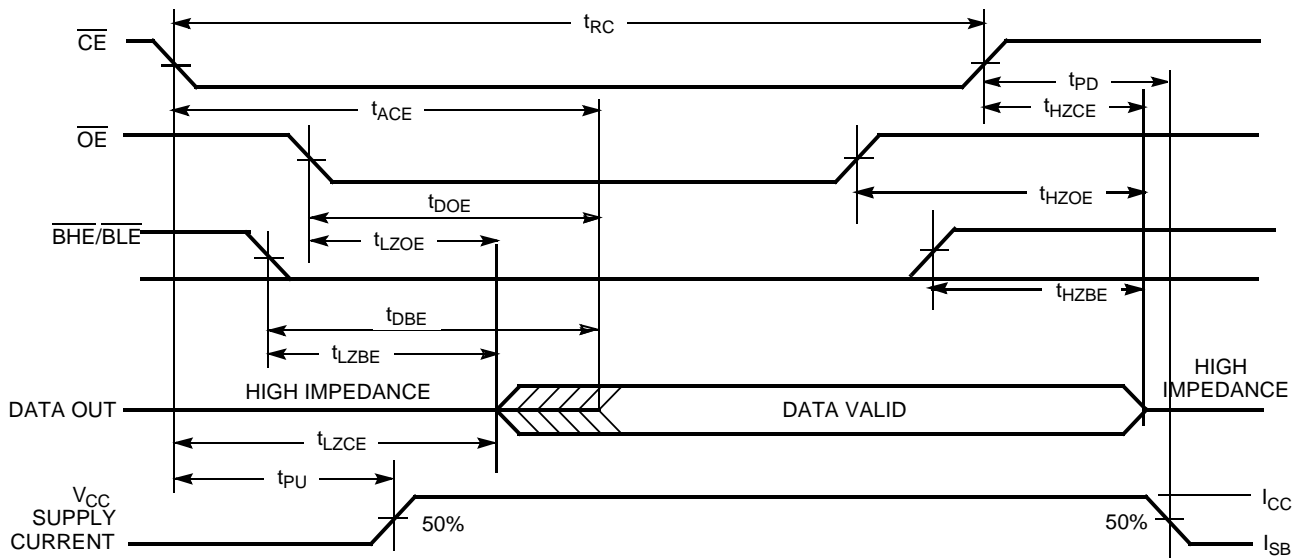 tRC
CE
tPD
tACE
tHZCE
OE
tDOE
tHZOE
BHE/BLE
tLZOE
tHZBE
tDBE
tLZBE
HIGH IMPEDANCE
HIGH
IMPEDANCE
DATA OUT
DATA VALID
tLZCE
tPU
VCC
SUPPLY
CURRENT
50%
50%
ICC
ISB